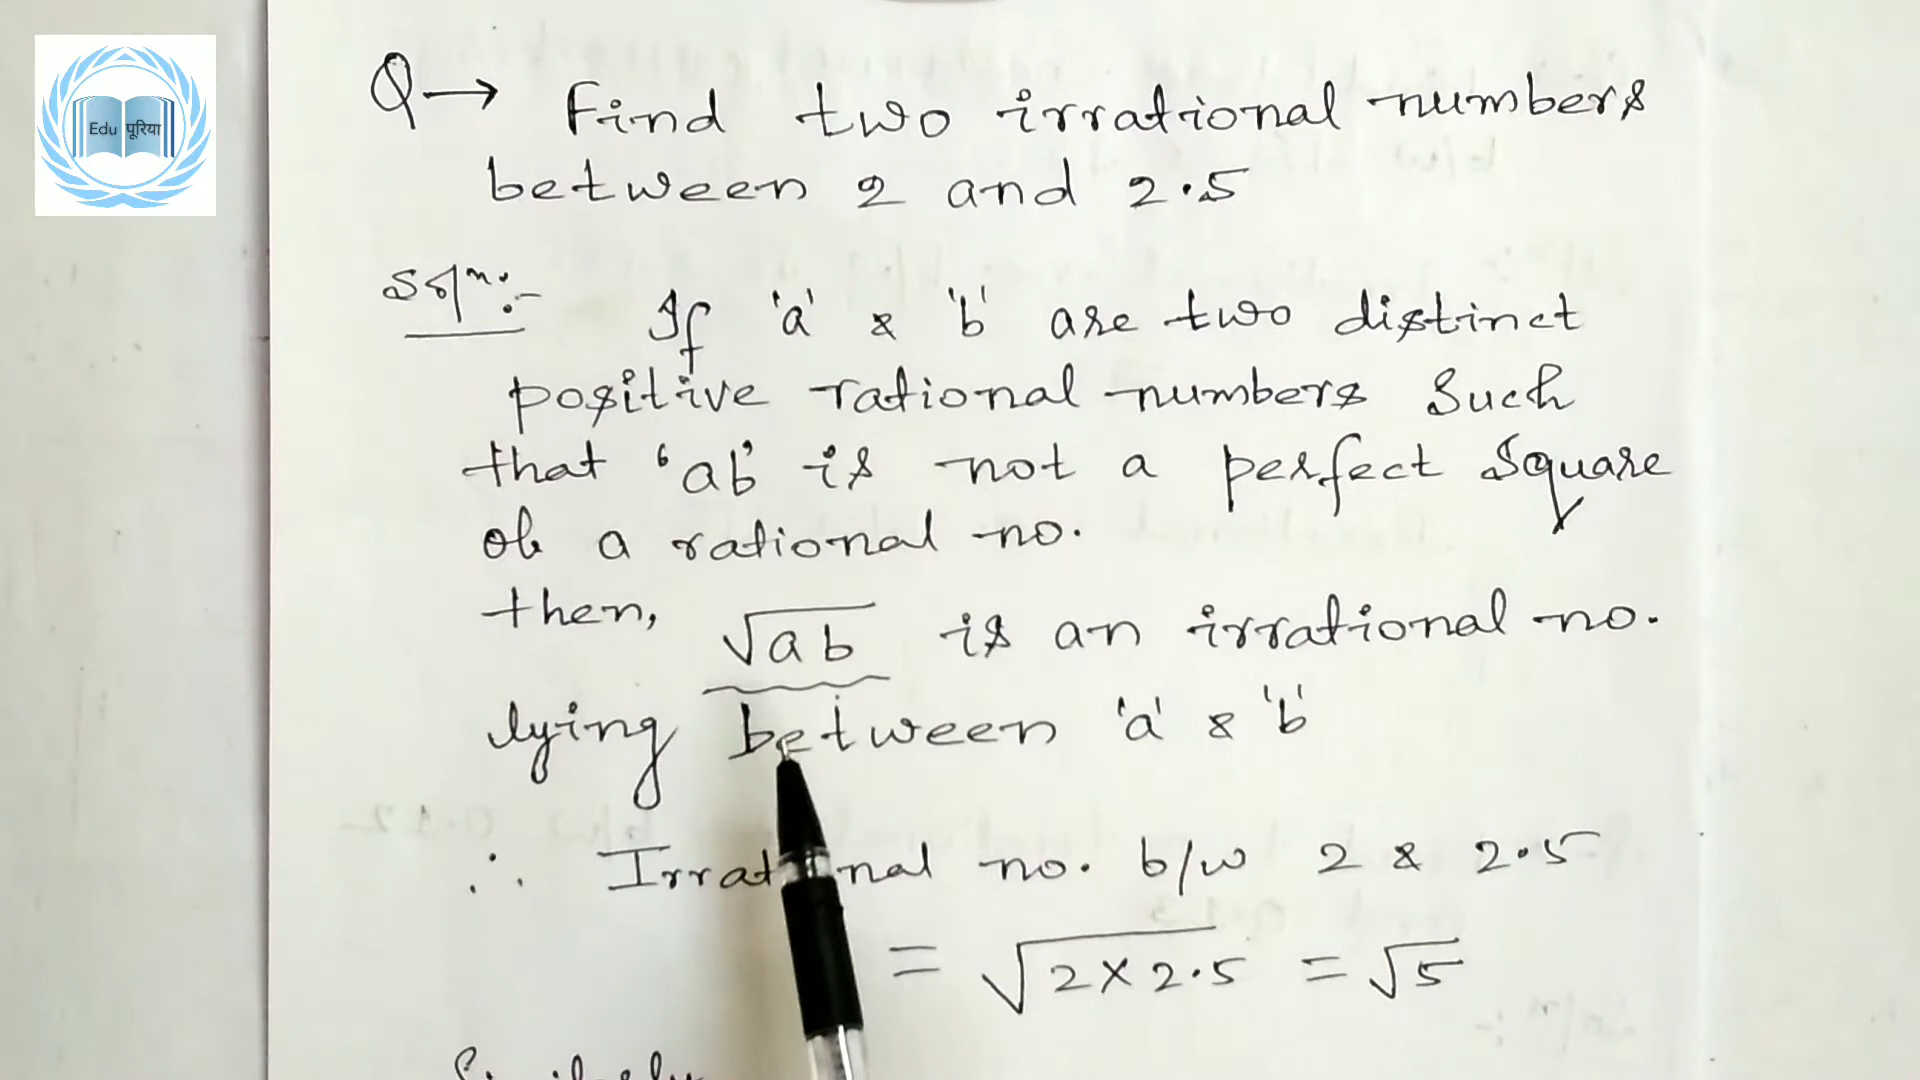 Edu पूरिया
Q→ Find two irrational numbers
between 2 and 2.5
Solⁿ:-
If 'a' & 'b' are two distinct
positive rational numbers Such
that 'ab' is not a perfect Square
of a rational no.
then, √ab is an irrational no.
lying between 'a' & 'b'
∴ no. b/w 2 & 2.5
= √2×2.5 = √5